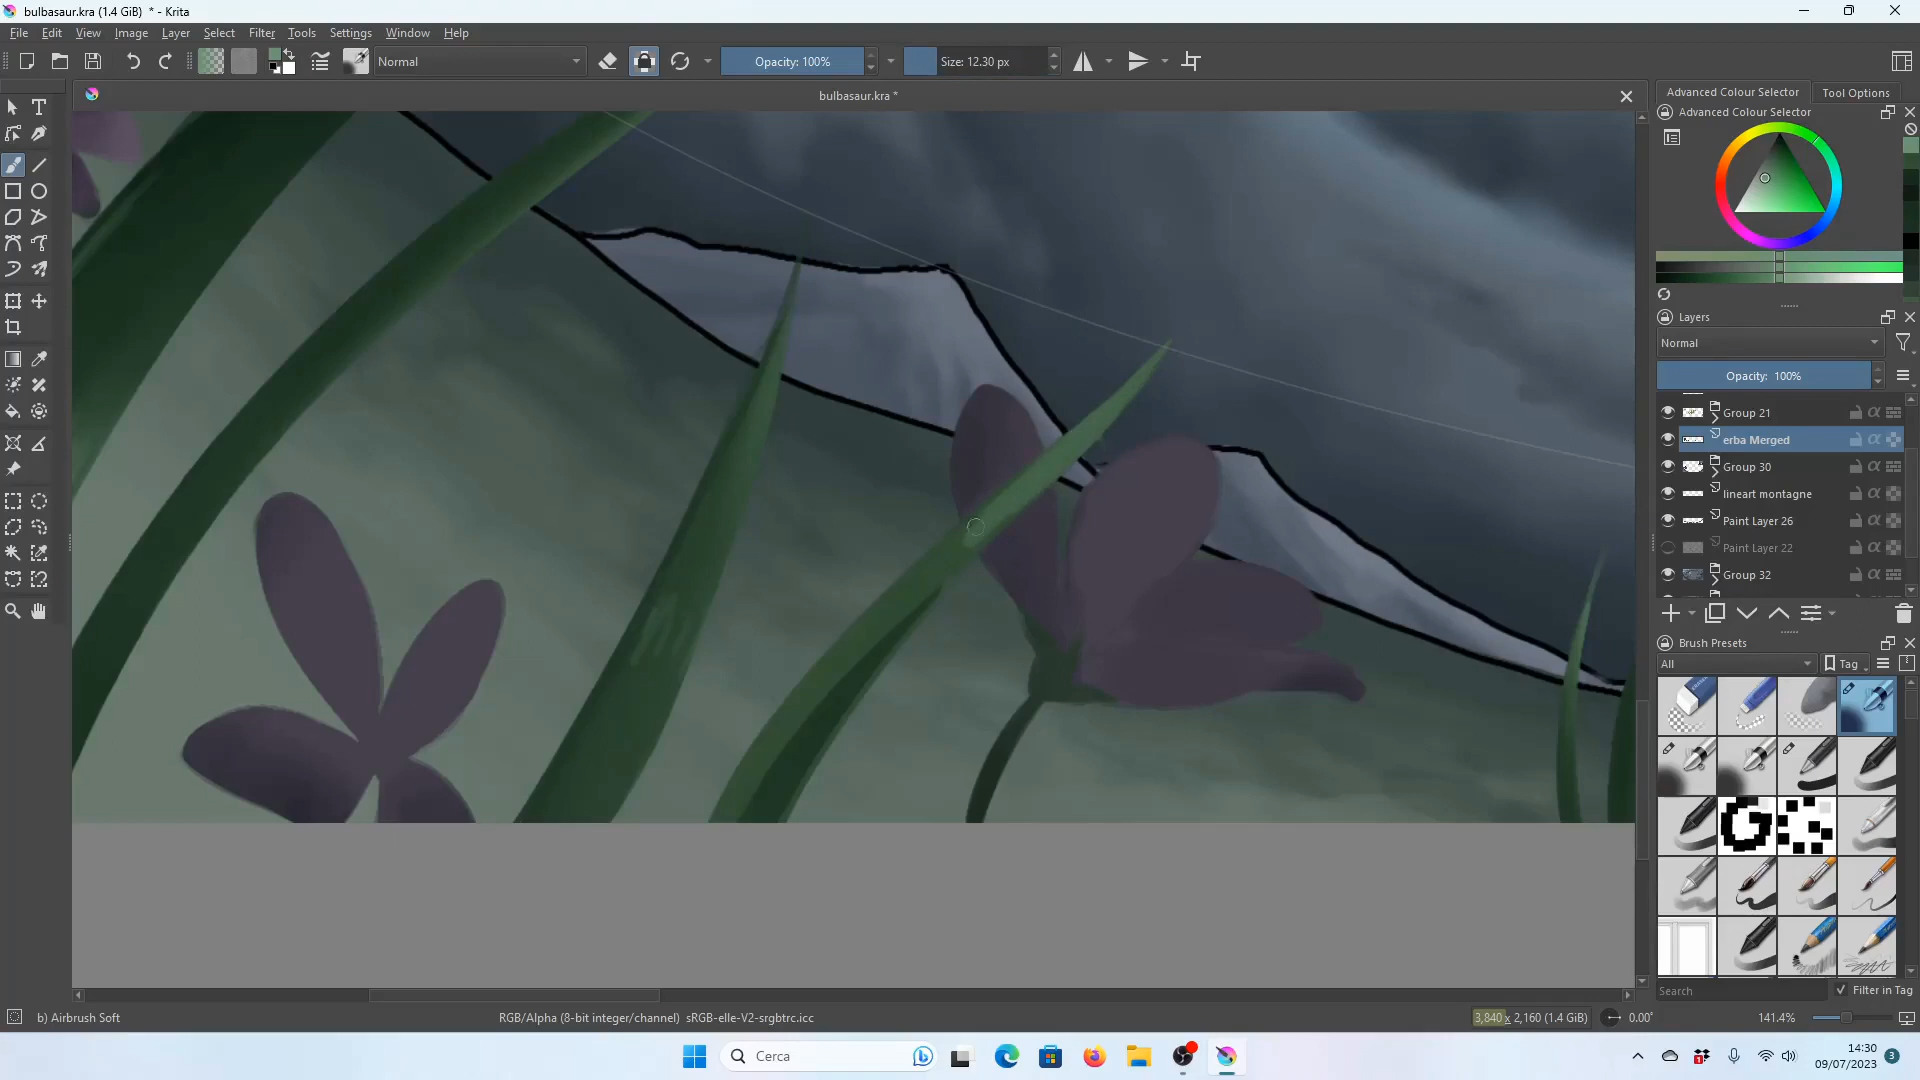 bulbasaur.kra (1.4 GiB) * - Krita
File Edit View Image Layer Select Filter Tools Settings Window Help
Normal Opacity: 100% Size: 12.30 px
bulbasaur.kra *
Advanced Colour Selector Tool Options
Advanced Colour Selector
Layers
Normal
Opacity: 100%
Group 21
erba Merged
Group 30
lineart montagne
Paint Layer 26
Paint Layer 22
Group 32
Brush Presets
All Tag
Search Filter in Tag
b) Airbrush Soft RGB/Alpha (8-bit integer/channel) sRGB-elle-V2-srgbtrc.icc 3,840 x 2,160 (1.4 GiB) 0.00° 141.4%
Cerca
14:30
09/07/2023
3
1